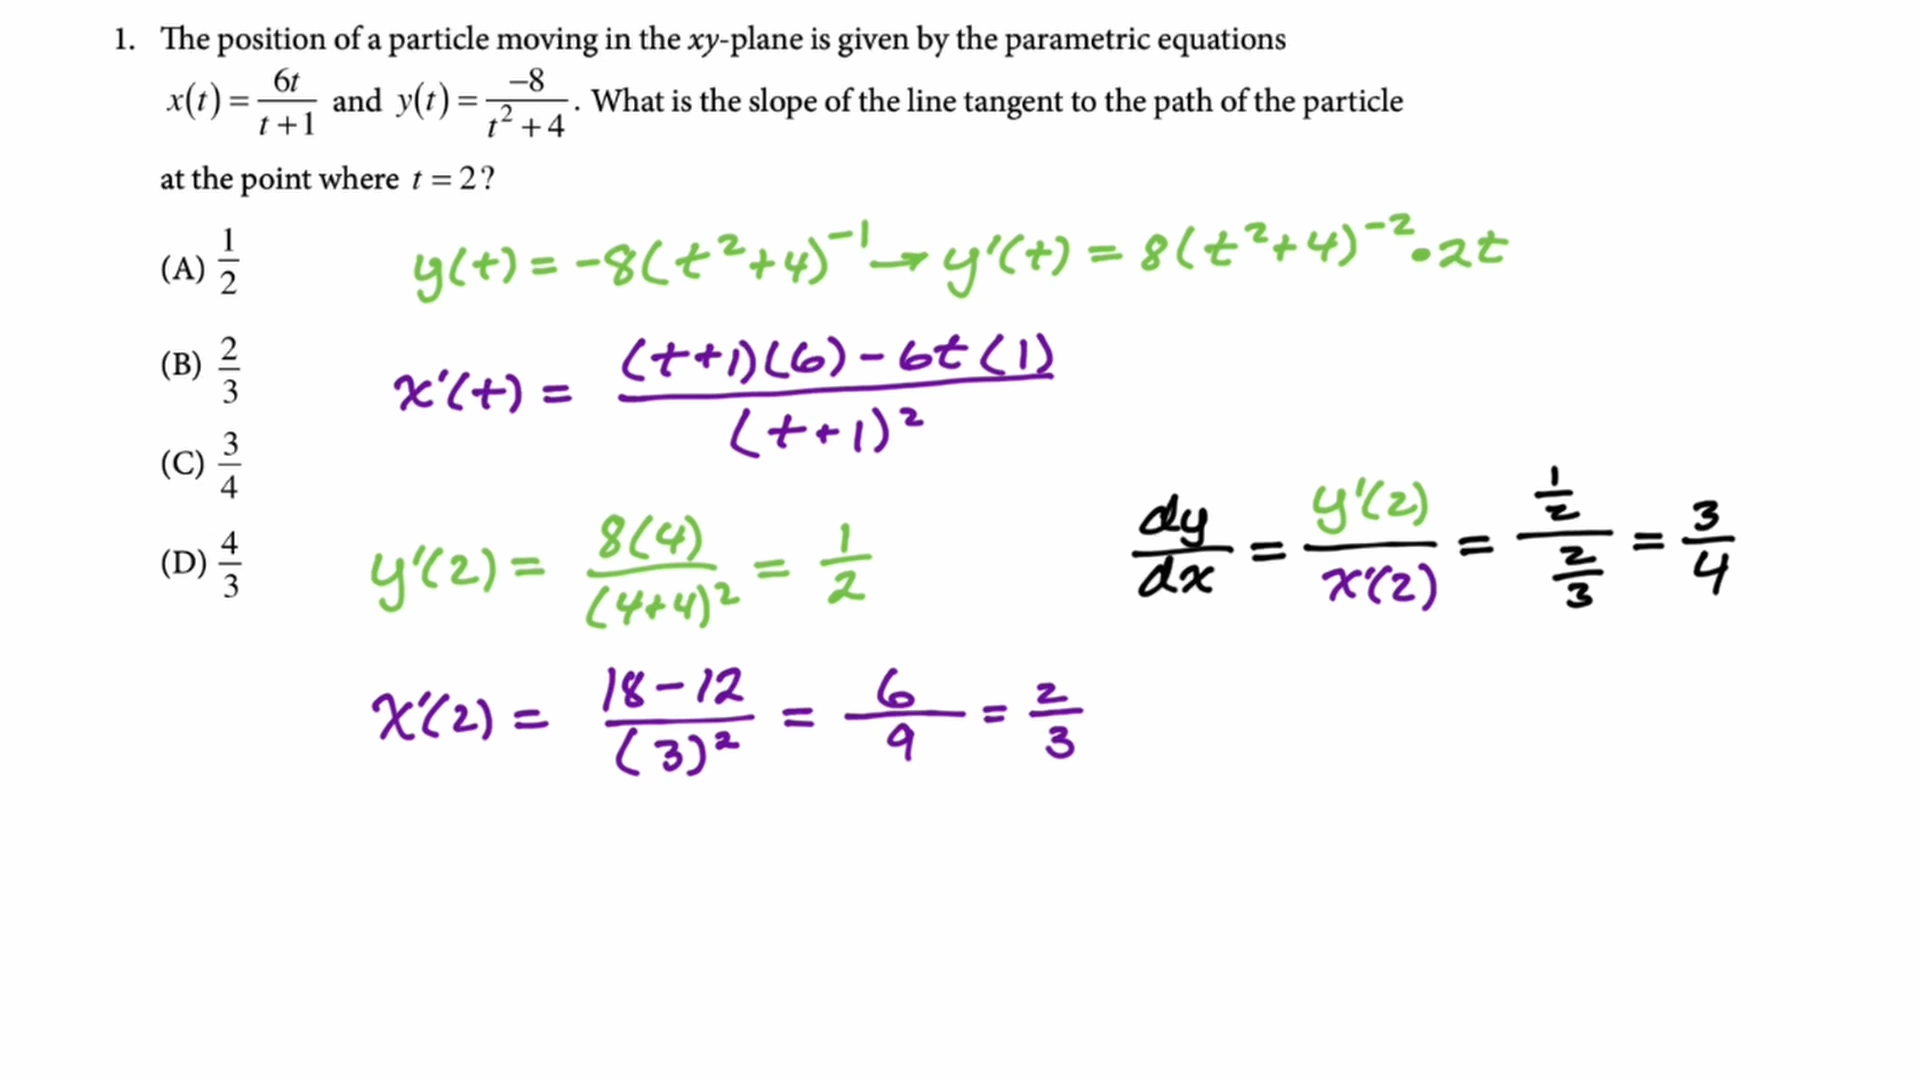 1. The position of a particle moving in the xy-plane is given by the parametric equations
x(t) = 6t/(t+1) and y(t) = -8/(t²+4). What is the slope of the line tangent to the path of the particle
at the point where t = 2?
(A) 1/2
y(t) = -8(t²+4)⁻¹ → y'(t) = 8(t²+4)⁻² • 2t
(B) 2/3
x'(t) = ((t+1)(6) - 6t(1))/(t+1)²
(C) 3/4
(D) 4/3
y'(2) = 8(4)/(4+4)² = 1/2
dy/dx = y'(2)/x'(2) = (1/2)/(2/3) = 3/4
x'(2) = (18-12)/(3)² = 6/9 = 2/3